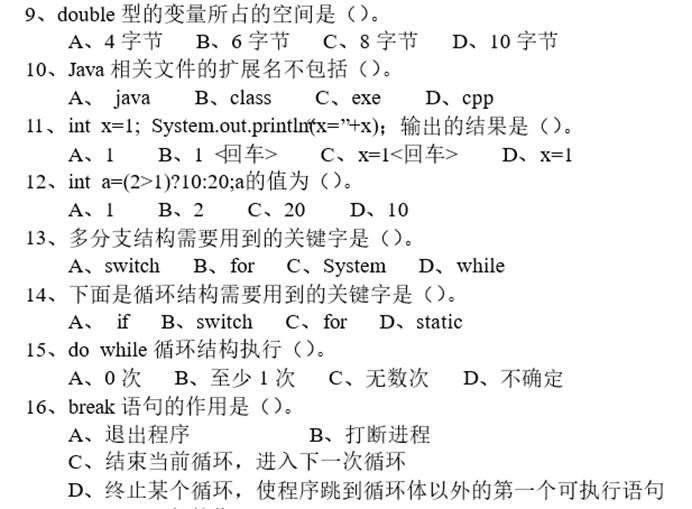 9、double 型的变量所占的空间是（）。
A、4 字节 B、6 字节 C、8 字节 D、10 字节
10、Java 相关文件的扩展名不包括（）。
A、 java B、class C、exe D、cpp
11、int x=1; System.out.println(“x=”+x); 输出的结果是（）。
A、1 B、1 <回车> C、x=1<回车> D、x=1
12、int a=(2>1)?10:20;a的值为（）。
A、1 B、2 C、20 D、10
13、多分支结构需要用到的关键字是（）。
A、switch B、for C、System D、while
14、下面是循环结构需要用到的关键字是（）。
A、 if B、switch C、for D、static
15、do while 循环结构执行（）。
A、0 次 B、至少 1 次 C、无数次 D、不确定
16、break 语句的作用是（）。
A、退出程序 B、打断进程
C、结束当前循环，进入下一次循环
D、终止某个循环，使程序跳到循环体以外的第一个可执行语句